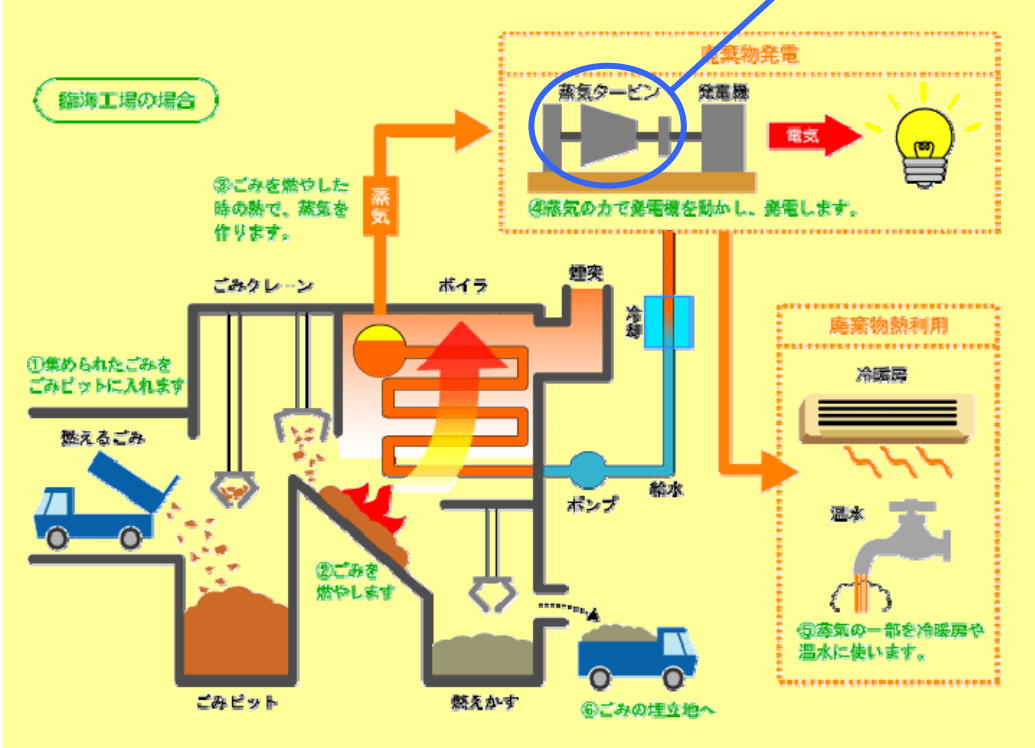 廃棄物発電
臨海工場の場合
蒸気タービン
発電機
電気
③ごみを燃やした
時の熱で、蒸気を
作ります。
蒸気
④蒸気の力で発電機を動かし、発電します。
ごみクレーン
ボイラ
煙突
冷却
廃棄物熱利用
①集められたごみを
ごみピットに入れます
冷暖房
燃えるごみ
ポンプ
給水
温水
②ごみを
燃やします
⑤蒸気の一部を冷暖房や
温水に使います。
ごみピット
燃えかす
⑥ごみの埋立地へ